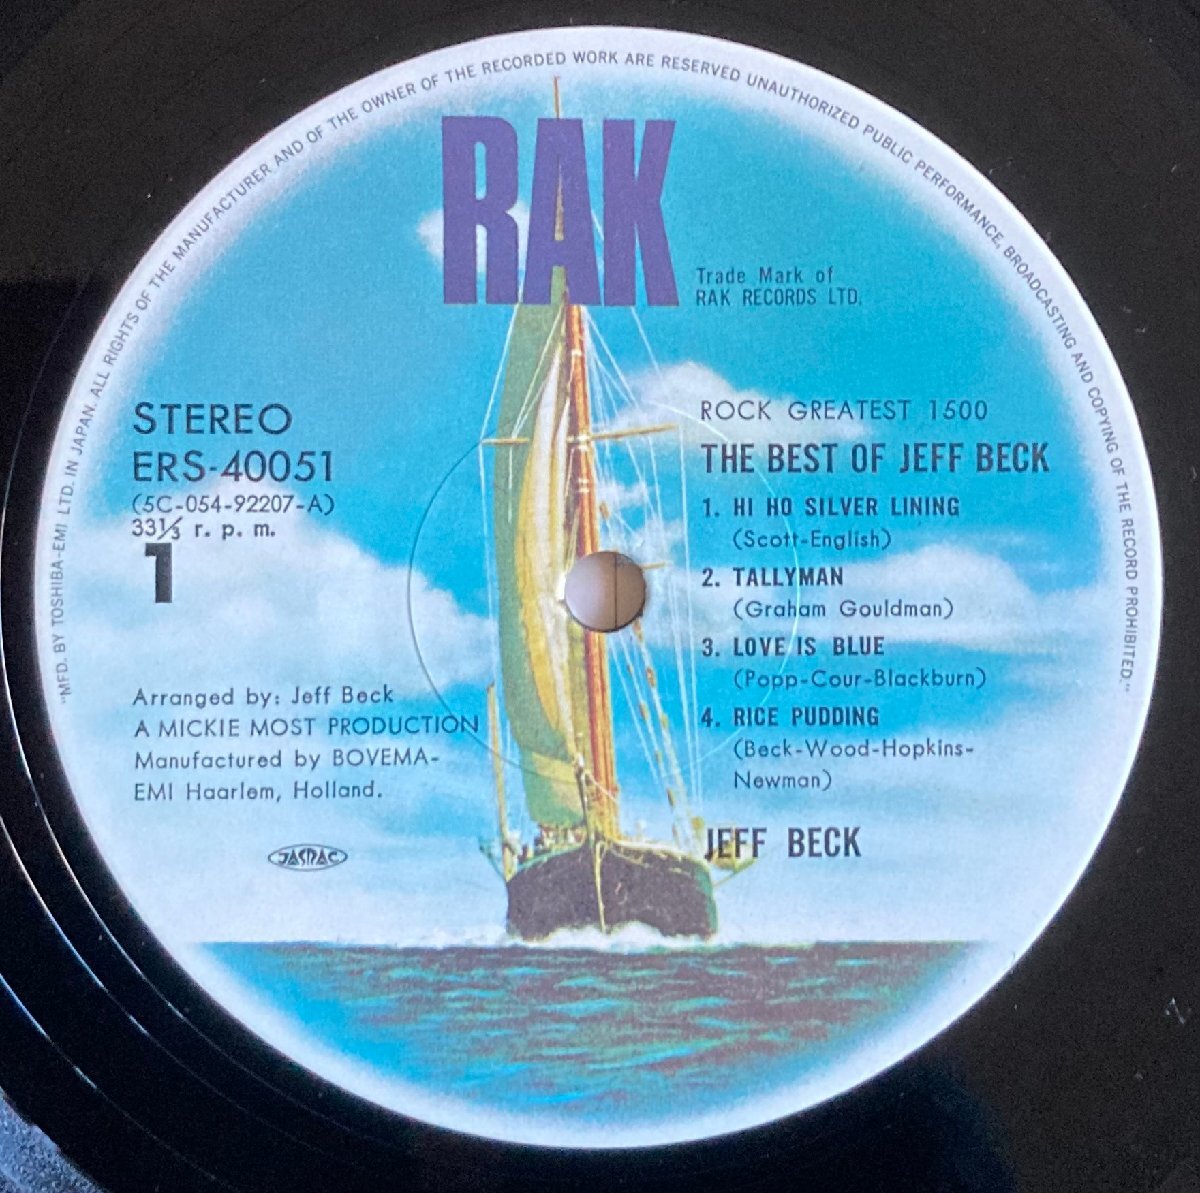 "MFD. BY TOSHIBA-EMI LTD. IN JAPAN. ALL RIGHTS OF THE MANUFACTURER AND OF THE OWNER OF THE RECORDED WORK ARE RESERVED UNAUTHORIZED PUBLIC PERFORMANCE, BROADCASTING AND COPYING OF THE RECORD PROHIBITED."
RAK
Trade Mark of
RAK RECORDS LTD.
STEREO
ERS-40051
(5C-054-92207-A)
33⅓ r. p. m.
1
ROCK GREATEST 1500
THE BEST OF JEFF BECK
1. HI HO SILVER LINING
(Scott-English)
2. TALLYMAN
(Graham Gouldman)
3. LOVE IS BLUE
(Popp-Cour-Blackburn)
4. RICE PUDDING
(Beck-Wood-Hopkins-
Newman)
Arranged by: Jeff Beck
A MICKIE MOST PRODUCTION
Manufactured by BOVEMA-
EMI Haarlem, Holland.
JASRAC
JEFF BECK